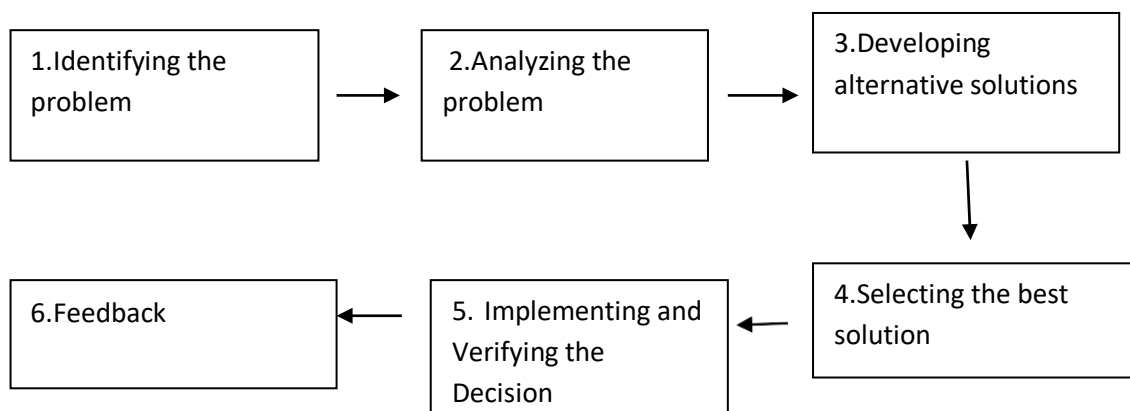 1.Identifying the
problem
2.Analyzing the
problem
3.Developing
alternative solutions
4.Selecting the best
solution
5. Implementing and
Verifying the
Decision
6.Feedback